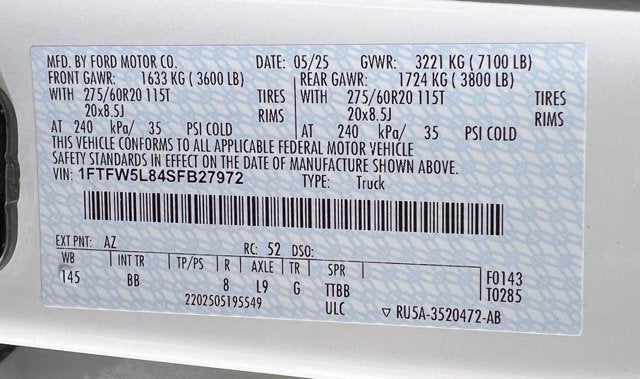 MFD. BY FORD MOTOR CO. DATE: 05/25 GVWR: 3221 KG ( 7100 LB)
FRONT GAWR: 1633 KG ( 3600 LB) REAR GAWR: 1724 KG ( 3800 LB)
WITH 275/60R20 115T TIRES WITH 275/60R20 115T TIRES
20x8.5J RIMS 20x8.5J RIMS
AT 240 kPa/ 35 PSI COLD AT 240 kPa/ 35 PSI COLD
THIS VEHICLE CONFORMS TO ALL APPLICABLE FEDERAL MOTOR VEHICLE
SAFETY STANDARDS IN EFFECT ON THE DATE OF MANUFACTURE SHOWN ABOVE.
VIN: 1FTFW5L84SFB27972 TYPE: Truck
EXT PNT: AZ RC: 52 DSO:
WB INT TR TP/PS R AXLE TR SPR F0143
145 BB 8 L9 G TTBB T0285
2202505195549 ULC ▽ RU5A-3520472-AB